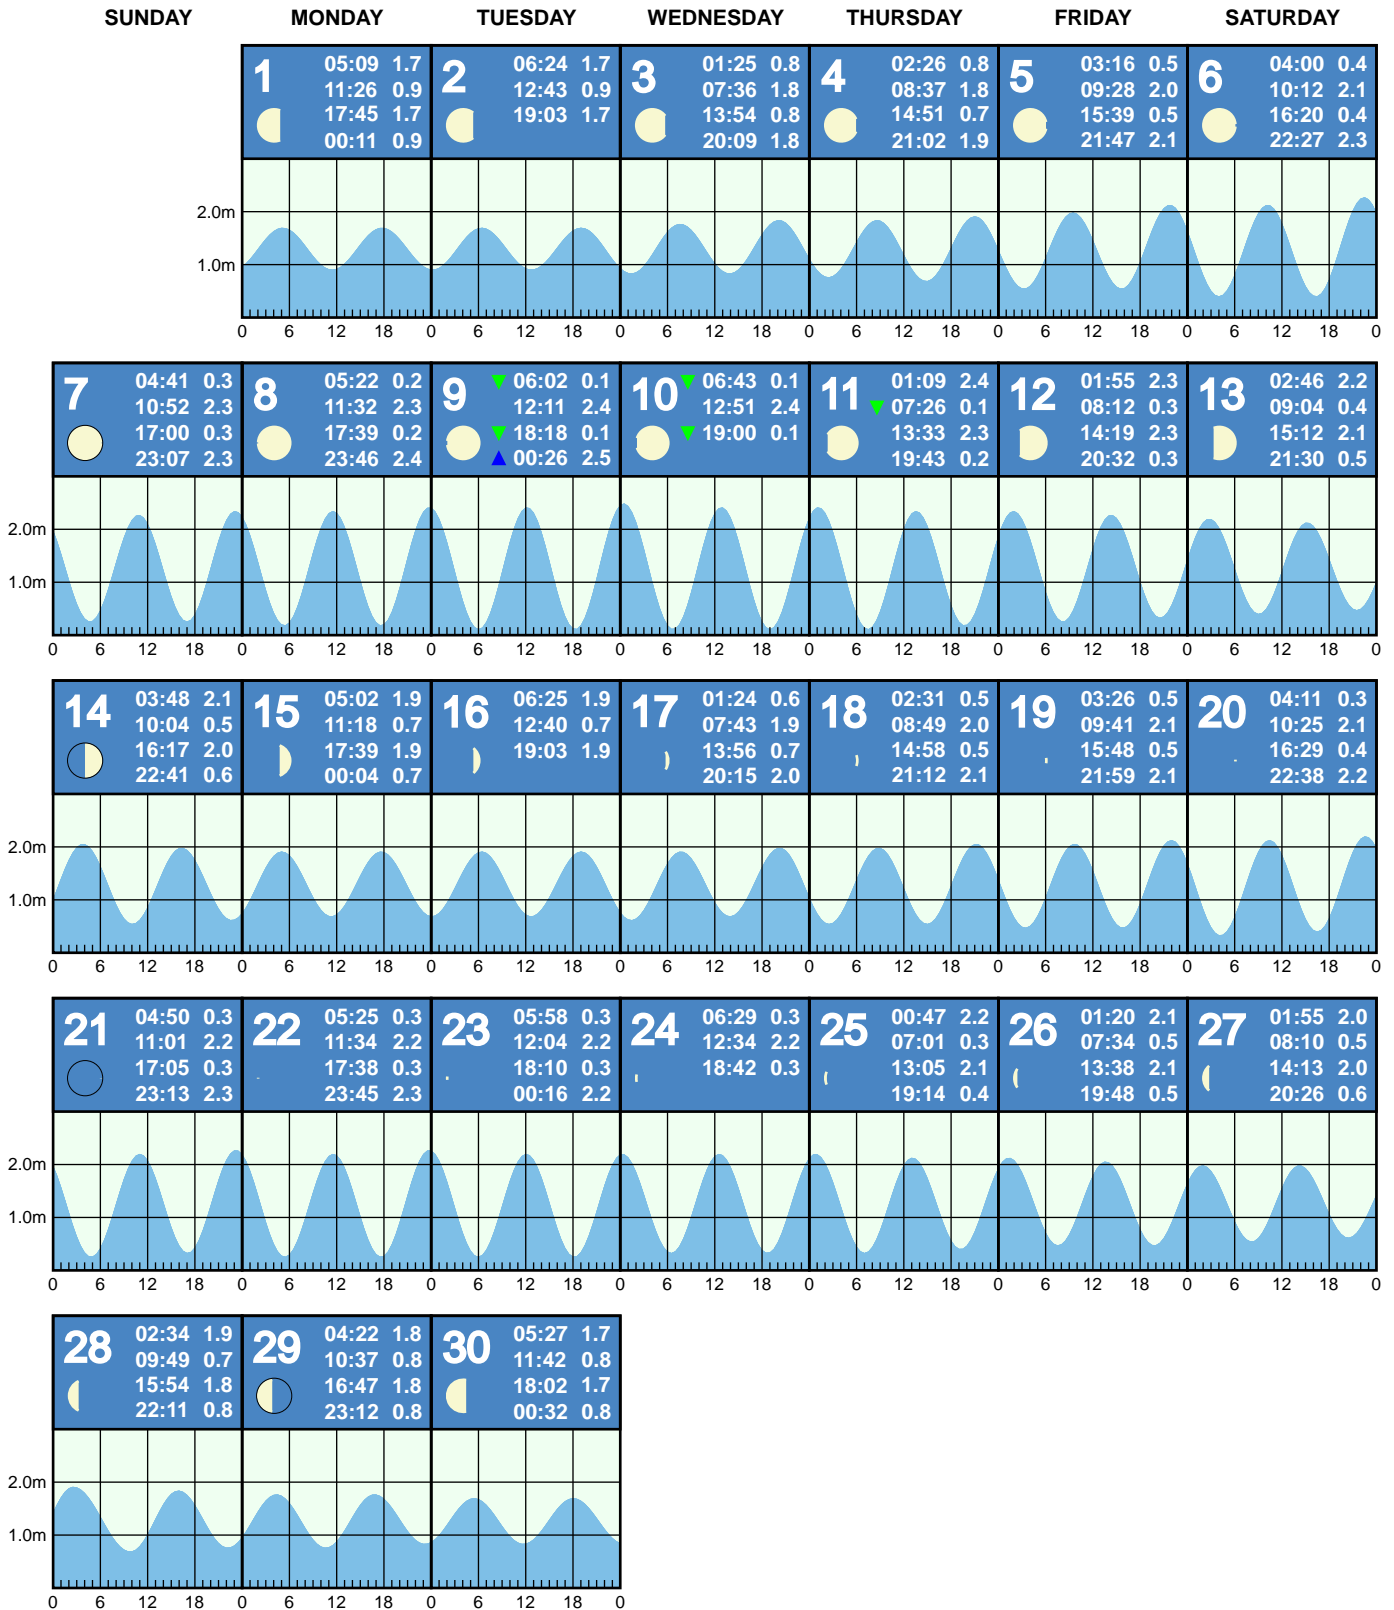 SUNDAY MONDAY TUESDAY WEDNESDAY THURSDAY FRIDAY SATURDAY
1 05:09 1.7
11:26 0.9
17:45 1.7
00:11 0.9
2 06:24 1.7
12:43 0.9
19:03 1.7
3 01:25 0.8
07:36 1.8
13:54 0.8
20:09 1.8
4 02:26 0.8
08:37 1.8
14:51 0.7
21:02 1.9
5 03:16 0.5
09:28 2.0
15:39 0.5
21:47 2.1
6 04:00 0.4
10:12 2.1
16:20 0.4
22:27 2.3
2.0m
1.0m
0 6 12 18 0 6 12 18 0 6 12 18 0 6 12 18 0 6 12 18 0 6 12 18 0
7 04:41 0.3
10:52 2.3
17:00 0.3
23:07 2.3
8 05:22 0.2
11:32 2.3
17:39 0.2
23:46 2.4
9 06:02 0.1
12:11 2.4
18:18 0.1
00:26 2.5
10 06:43 0.1
12:51 2.4
19:00 0.1
11 01:09 2.4
07:26 0.1
13:33 2.3
19:43 0.2
12 01:55 2.3
08:12 0.3
14:19 2.3
20:32 0.3
13 02:46 2.2
09:04 0.4
15:12 2.1
21:30 0.5
2.0m
1.0m
0 6 12 18 0 6 12 18 0 6 12 18 0 6 12 18 0 6 12 18 0 6 12 18 0 6 12 18 0
14 03:48 2.1
10:04 0.5
16:17 2.0
22:41 0.6
15 05:02 1.9
11:18 0.7
17:39 1.9
00:04 0.7
16 06:25 1.9
12:40 0.7
19:03 1.9
17 01:24 0.6
07:43 1.9
13:56 0.7
20:15 2.0
18 02:31 0.5
08:49 2.0
14:58 0.5
21:12 2.1
19 03:26 0.5
09:41 2.1
15:48 0.5
21:59 2.1
20 04:11 0.3
10:25 2.1
16:29 0.4
22:38 2.2
2.0m
1.0m
0 6 12 18 0 6 12 18 0 6 12 18 0 6 12 18 0 6 12 18 0 6 12 18 0 6 12 18 0
21 04:50 0.3
11:01 2.2
17:05 0.3
23:13 2.3
22 05:25 0.3
11:34 2.2
17:38 0.3
23:45 2.3
23 05:58 0.3
12:04 2.2
18:10 0.3
00:16 2.2
24 06:29 0.3
12:34 2.2
18:42 0.3
25 00:47 2.2
07:01 0.3
13:05 2.1
19:14 0.4
26 01:20 2.1
07:34 0.5
13:38 2.1
19:48 0.5
27 01:55 2.0
08:10 0.5
14:13 2.0
20:26 0.6
2.0m
1.0m
0 6 12 18 0 6 12 18 0 6 12 18 0 6 12 18 0 6 12 18 0 6 12 18 0 6 12 18 0
28 02:34 1.9
09:49 0.7
15:54 1.8
22:11 0.8
29 04:22 1.8
10:37 0.8
16:47 1.8
23:12 0.8
30 05:27 1.7
11:42 0.8
18:02 1.7
00:32 0.8
2.0m
1.0m
0 6 12 18 0 6 12 18 0 6 12 18 0